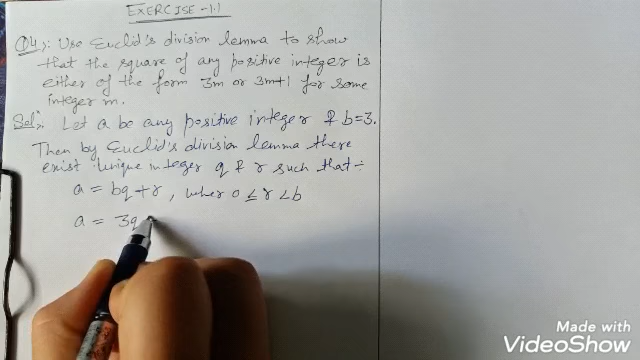 EXERCISE - 1.1
Q4:- Use Euclid's division lemma to show
that the square of any positive integer is
either of the form 3m or 3m+1 for some
integer m.
Sol:- Let a be any positive integer & b=3.
Then by Euclid's division lemma there
exist unique integer q & r such that ÷
a = bq + r, wher 0 ≤ r < b
a = 3q
Made with
VideoShow